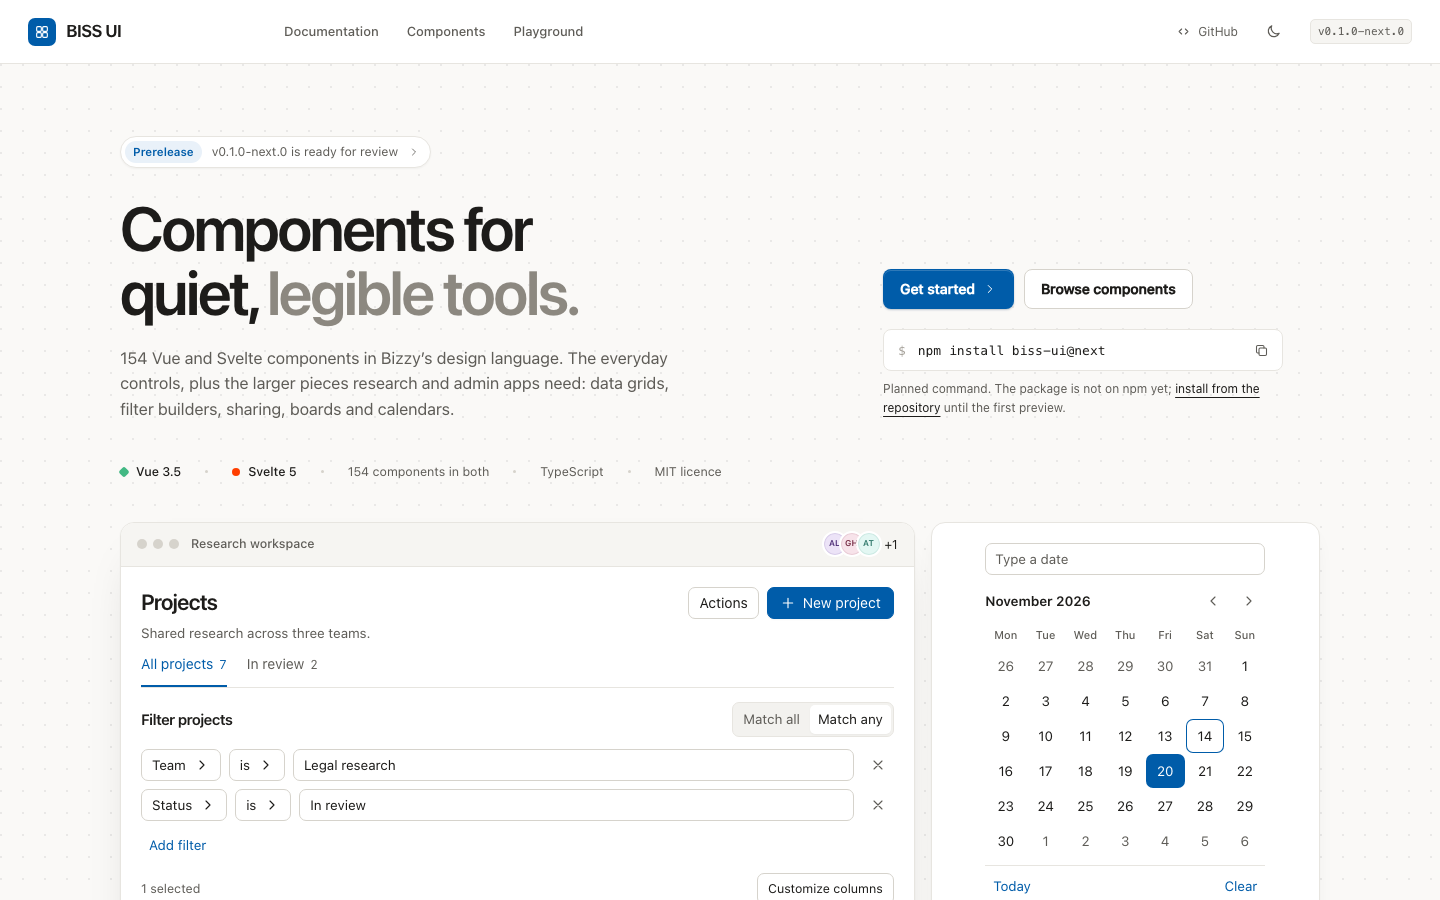 BISS UI
Documentation Components Playground
GitHub
v0.1.0-next.0
Prerelease v0.1.0-next.0 is ready for review
Components for
quiet, legible tools.
154 Vue and Svelte components in Bizzy’s design language. The everyday
controls, plus the larger pieces research and admin apps need: data grids,
filter builders, sharing, boards and calendars.
Get started
Browse components
$ npm install biss-ui@next
Planned command. The package is not on npm yet; install from the
repository until the first preview.
Vue 3.5 · Svelte 5 · 154 components in both · TypeScript · MIT licence
Research workspace
AL GH AT +1
Projects
Actions
New project
Shared research across three teams.
All projects 7 In review 2
Filter projects
Match all Match any
Team is Legal research
Status is In review
Add filter
1 selected
Customize columns
Type a date
November 2026
Mon Tue Wed Thu Fri Sat Sun
26 27 28 29 30 31 1
2 3 4 5 6 7 8
9 10 11 12 13 14 15
16 17 18 19 20 21 22
23 24 25 26 27 28 29
30 1 2 3 4 5 6
Today Clear